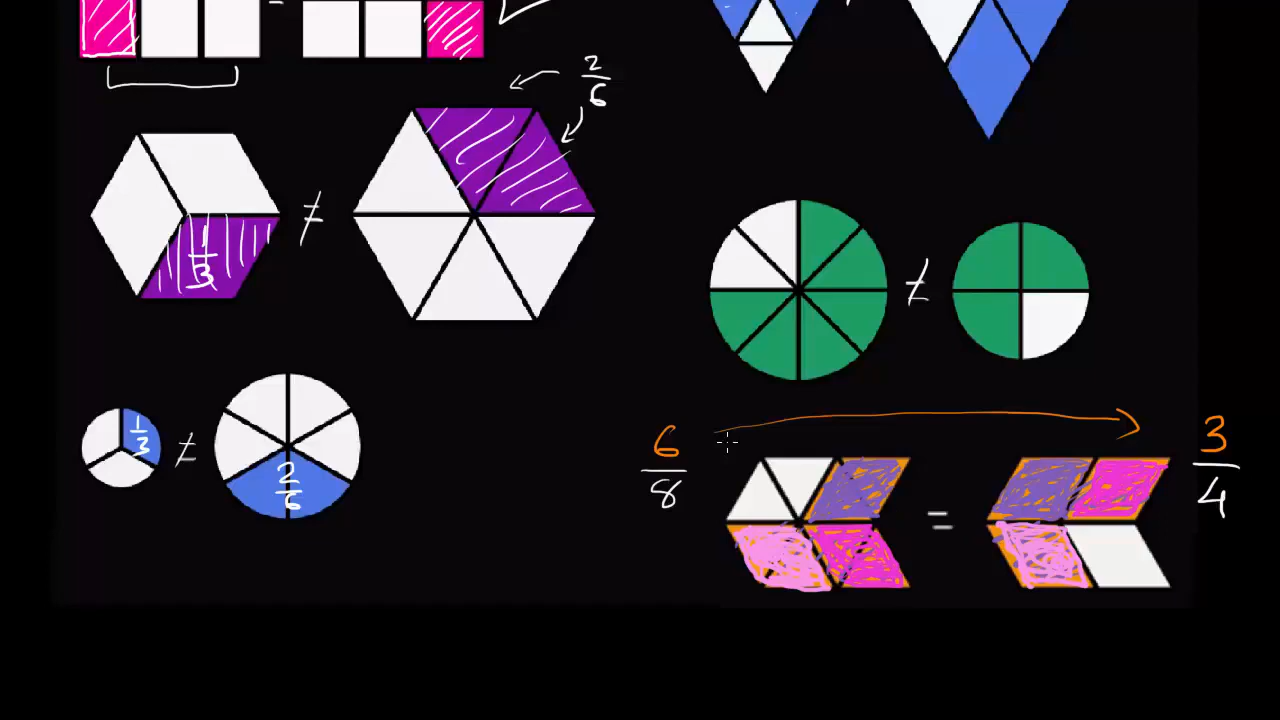 =
2/6
1/3 ≠
≠
1/3 ≠ 2/6
6/8 = 3/4